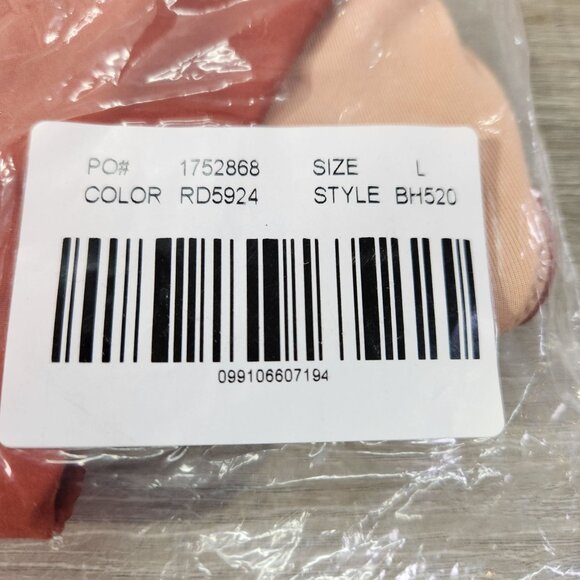 PO# 1752868 SIZE L
COLOR RD5924 STYLE BH520
099106607194